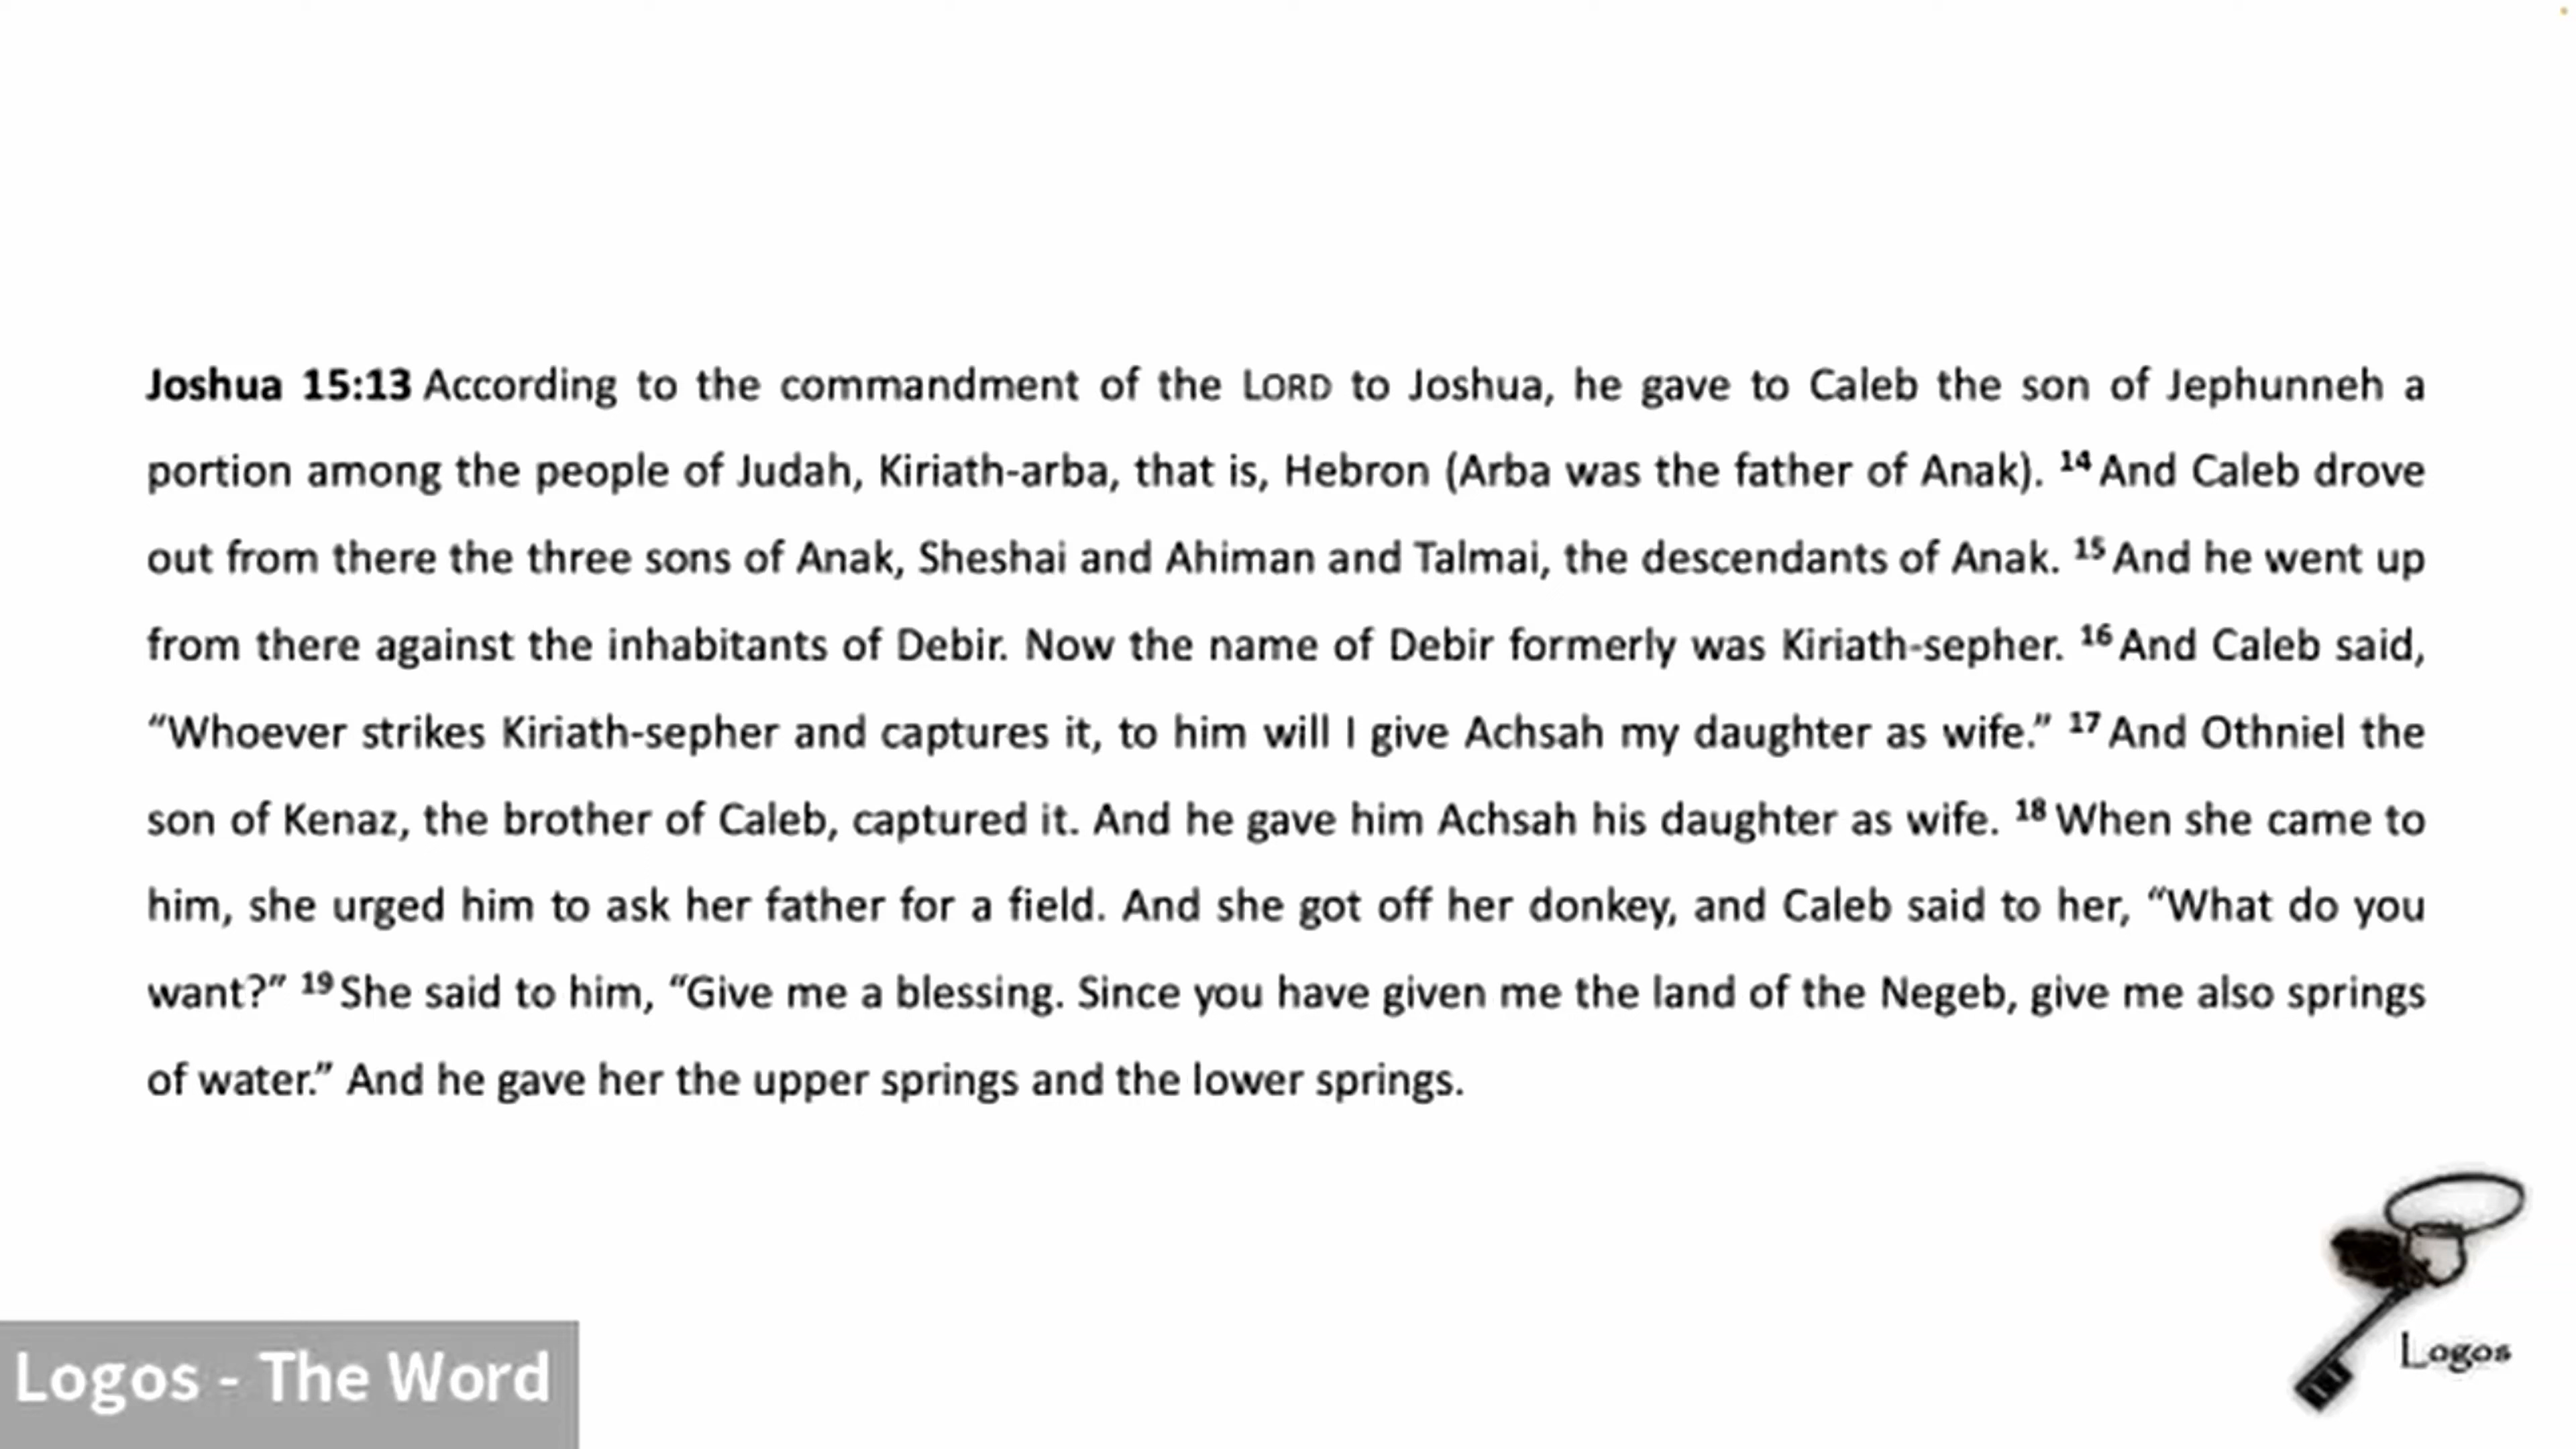 Joshua 15:13 According to the commandment of the LORD to Joshua, he gave to Caleb the son of Jephunneh a
portion among the people of Judah, Kiriath-arba, that is, Hebron (Arba was the father of Anak). 14 And Caleb drove
out from there the three sons of Anak, Sheshai and Ahiman and Talmai, the descendants of Anak. 15 And he went up
from there against the inhabitants of Debir. Now the name of Debir formerly was Kiriath-sepher. 16 And Caleb said,
“Whoever strikes Kiriath-sepher and captures it, to him will I give Achsah my daughter as wife.” 17 And Othniel the
son of Kenaz, the brother of Caleb, captured it. And he gave him Achsah his daughter as wife. 18 When she came to
him, she urged him to ask her father for a field. And she got off her donkey, and Caleb said to her, “What do you
want?” 19 She said to him, “Give me a blessing. Since you have given me the land of the Negeb, give me also springs
of water.” And he gave her the upper springs and the lower springs.
Logos
Logos - The Word